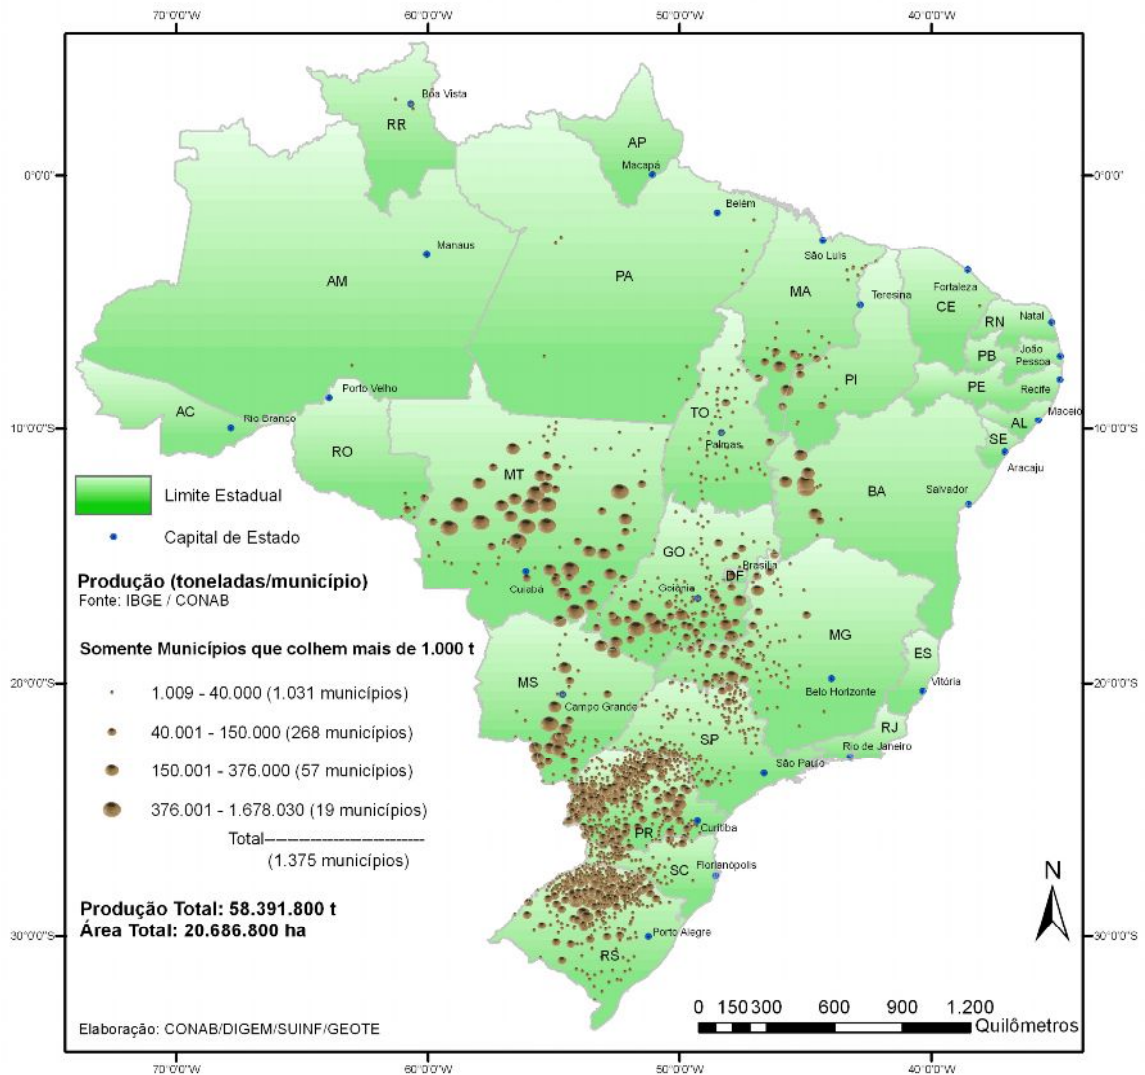 70°0'0"W 60°0'0"W 50°0'0"W 40°0'0"W
Boa Vista
RR
AP
Macapá
0°0'0" 0°0'0"
Belém
Manaus
São Luis
AM
PA
MA
Teresina
Fortaleza
CE
RN
Natal
PB
João
Pessoa
PI
PE
Recife
Porto Velho
AC
Rio Branco
TO
AL
Maceió
10°0'0"S 10°0'0"S
Palmas
SE
Aracaju
RO
MT
BA
Salvador
Limite Estadual
Capital de Estado
GO
Brasília
DF
Produção (toneladas/município)
Fonte: IBGE / CONAB
Cuiabá
Goiânia
MG
ES
Somente Municípios que colhem mais de 1.000 t
MS
Vitória
20°0'0"S 20°0'0"S
1.009 - 40.000 (1.031 municípios)
Belo Horizonte
Campo Grande
RJ
40.001 - 150.000 (268 municípios)
SP
Rio de Janeiro
São Paulo
150.001 - 376.000 (57 municípios)
376.001 - 1.678.030 (19 municípios)
Total----------------------------
(1.375 municípios)
PR
Curitiba
SC
Florianópolis
N
Produção Total: 58.391.800 t
Área Total: 20.686.800 ha
30°0'0"S 30°0'0"S
Porto Alegre
RS
0 150 300 600 900 1.200
Quilômetros
Elaboração: CONAB/DIGEM/SUINF/GEOTE
70°0'0"W 60°0'0"W 50°0'0"W 40°0'0"W